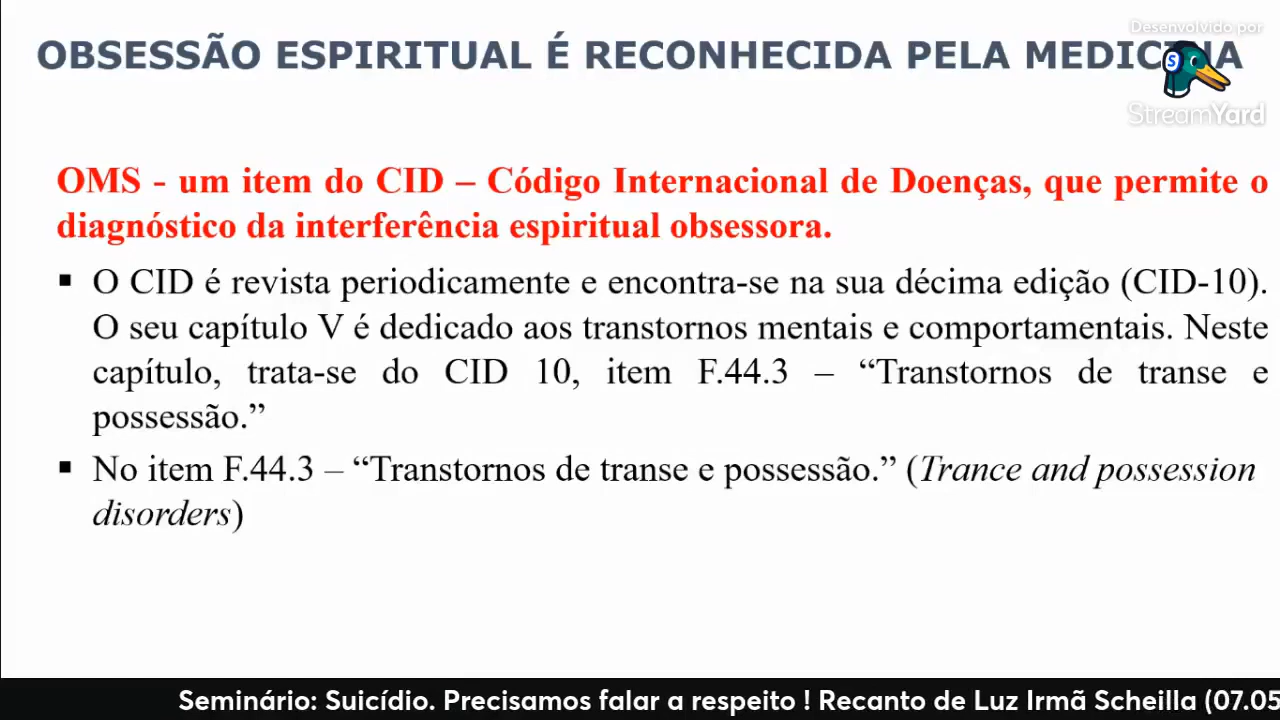 Desenvolvido por
OBSESSÃO ESPIRITUAL É RECONHECIDA PELA MEDICINA
StreamYard
OMS - um item do CID – Código Internacional de Doenças, que permite o
diagnóstico da interferência espiritual obsessora.
▪ O CID é revista periodicamente e encontra-se na sua décima edição (CID-10).
O seu capítulo V é dedicado aos transtornos mentais e comportamentais. Neste
capítulo, trata-se do CID 10, item F.44.3 – “Transtornos de transe e
possessão.”
▪ No item F.44.3 – “Transtornos de transe e possessão.” (Trance and possession
disorders)
Seminário: Suicídio. Precisamos falar a respeito ! Recanto de Luz Irmã Scheilla (07.05